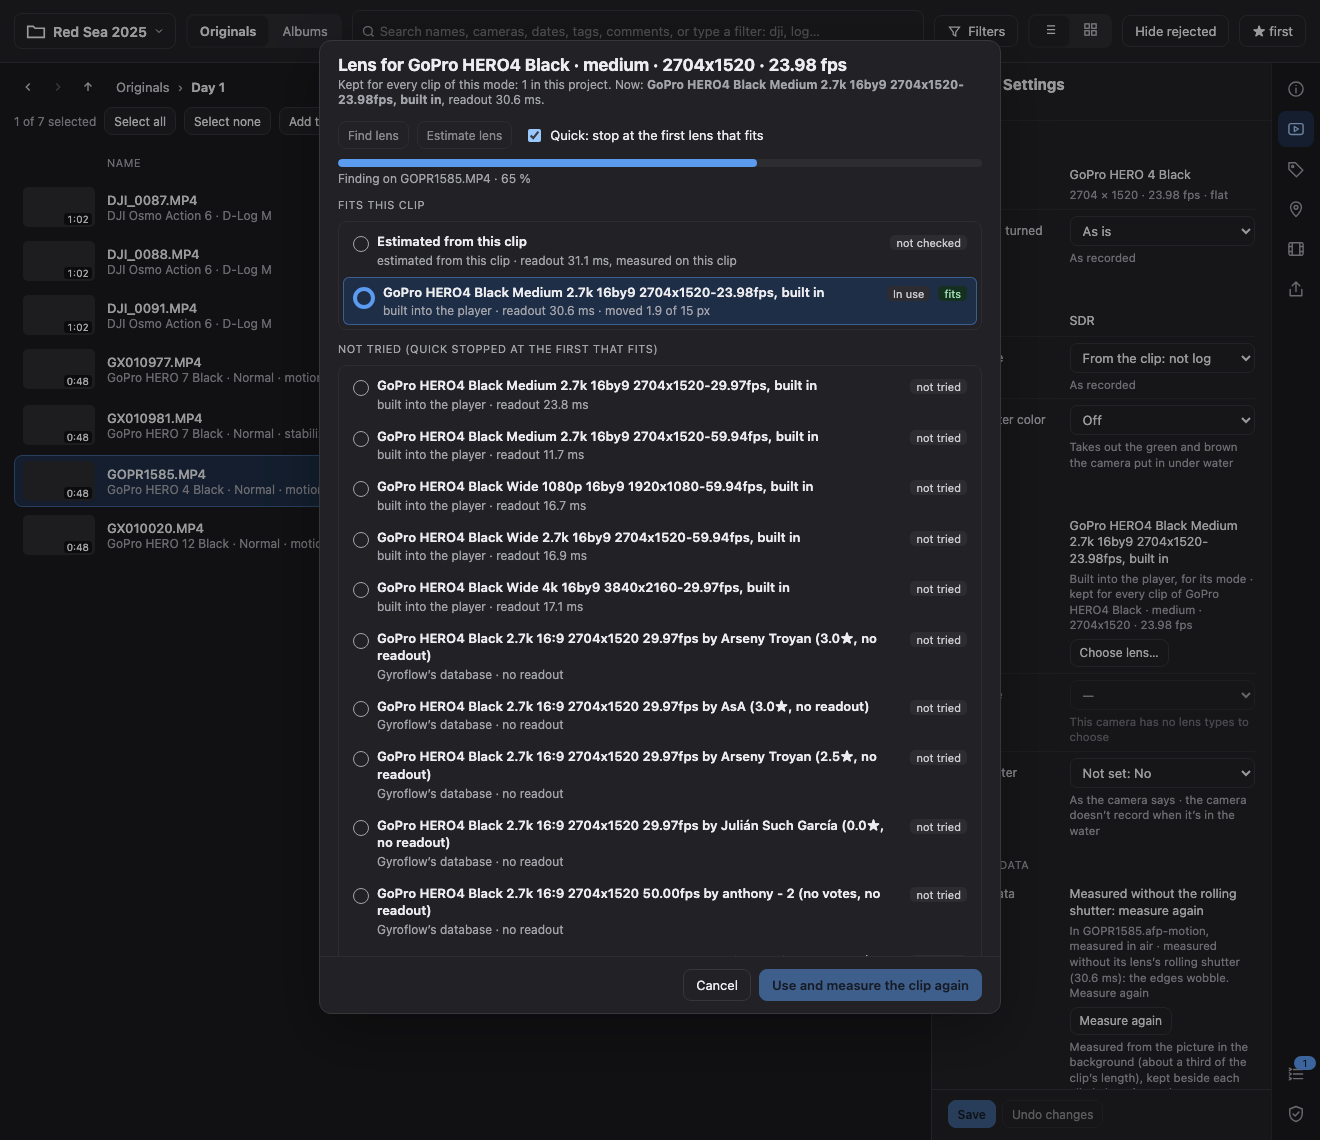 Red Sea 2025
Originals
Albums
Search names, cameras, dates, tags, comments, or type a filter: dji, log...
Filters
Hide rejected
★ first
Originals › Day 1
1 of 7 selected
Select all
Select none
Add t
NAME
1:02
DJI_0087.MP4
DJI Osmo Action 6 · D-Log M
1:02
DJI_0088.MP4
DJI Osmo Action 6 · D-Log M
1:02
DJI_0091.MP4
DJI Osmo Action 6 · D-Log M
0:48
GX010977.MP4
GoPro HERO 7 Black · Normal · motion
0:48
GX010981.MP4
GoPro HERO 7 Black · Normal · stabili
0:48
GOPR1585.MP4
GoPro HERO 4 Black · Normal · motion
0:48
GX010020.MP4
GoPro HERO 12 Black · Normal · motio
Lens for GoPro HERO4 Black · medium · 2704x1520 · 23.98 fps
Kept for every clip of this mode: 1 in this project. Now: GoPro HERO4 Black Medium 2.7k 16by9 2704x1520-
23.98fps, built in, readout 30.6 ms.
Find lens
Estimate lens
Quick: stop at the first lens that fits
Finding on GOPR1585.MP4 · 65 %
FITS THIS CLIP
Estimated from this clip
not checked
estimated from this clip · readout 31.1 ms, measured on this clip
GoPro HERO4 Black Medium 2.7k 16by9 2704x1520-23.98fps, built in
In use
fits
built into the player · readout 30.6 ms · moved 1.9 of 15 px
NOT TRIED (QUICK STOPPED AT THE FIRST THAT FITS)
GoPro HERO4 Black Medium 2.7k 16by9 2704x1520-29.97fps, built in
not tried
built into the player · readout 23.8 ms
GoPro HERO4 Black Medium 2.7k 16by9 2704x1520-59.94fps, built in
not tried
built into the player · readout 11.7 ms
GoPro HERO4 Black Wide 1080p 16by9 1920x1080-59.94fps, built in
not tried
built into the player · readout 16.7 ms
GoPro HERO4 Black Wide 2.7k 16by9 2704x1520-59.94fps, built in
not tried
built into the player · readout 16.9 ms
GoPro HERO4 Black Wide 4k 16by9 3840x2160-29.97fps, built in
not tried
built into the player · readout 17.1 ms
GoPro HERO4 Black 2.7k 16:9 2704x1520 29.97fps by Arseny Troyan (3.0★, no
readout)
not tried
Gyroflow's database · no readout
GoPro HERO4 Black 2.7k 16:9 2704x1520 29.97fps by AsA (3.0★, no readout)
not tried
Gyroflow's database · no readout
GoPro HERO4 Black 2.7k 16:9 2704x1520 29.97fps by Arseny Troyan (2.5★, no
readout)
not tried
Gyroflow's database · no readout
GoPro HERO4 Black 2.7k 16:9 2704x1520 29.97fps by Julián Such García (0.0★,
no readout)
not tried
Gyroflow's database · no readout
GoPro HERO4 Black 2.7k 16:9 2704x1520 50.00fps by anthony - 2 (no votes, no
readout)
not tried
Gyroflow's database · no readout
Cancel
Use and measure the clip again
Settings
GoPro HERO 4 Black
2704 × 1520 · 23.98 fps · flat
turned
As is
As recorded
SDR
From the clip: not log
As recorded
er color
Off
Takes out the green and brown
the camera put in under water
GoPro HERO4 Black Medium
2.7k 16by9 2704x1520-
23.98fps, built in
Built into the player, for its mode ·
kept for every clip of GoPro
HERO4 Black · medium ·
2704x1520 · 23.98 fps
Choose lens...
—
This camera has no lens types to
choose
ter
Not set: No
As the camera says · the camera
doesn't record when it's in the
water
DATA
ata
Measured without the rolling
shutter: measure again
In GOPR1585.afp-motion,
measured in air · measured
without its lens's rolling shutter
(30.6 ms): the edges wobble.
Measure again
Measure again
Measured from the picture in the
background (about a third of the
clip's length), kept beside each
Save
Undo changes
1